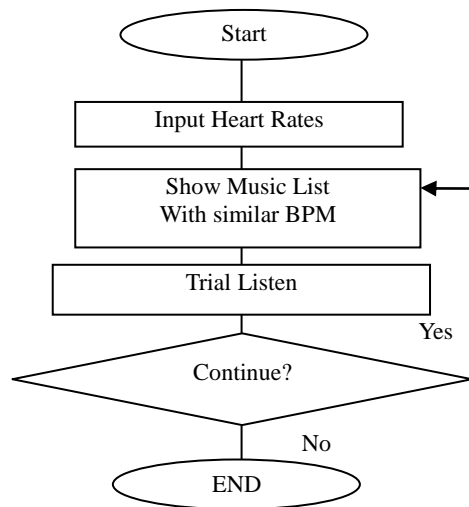 Start
Input Heart Rates
Show Music List
With similar BPM
Trial Listen
Yes
Continue?
No
END